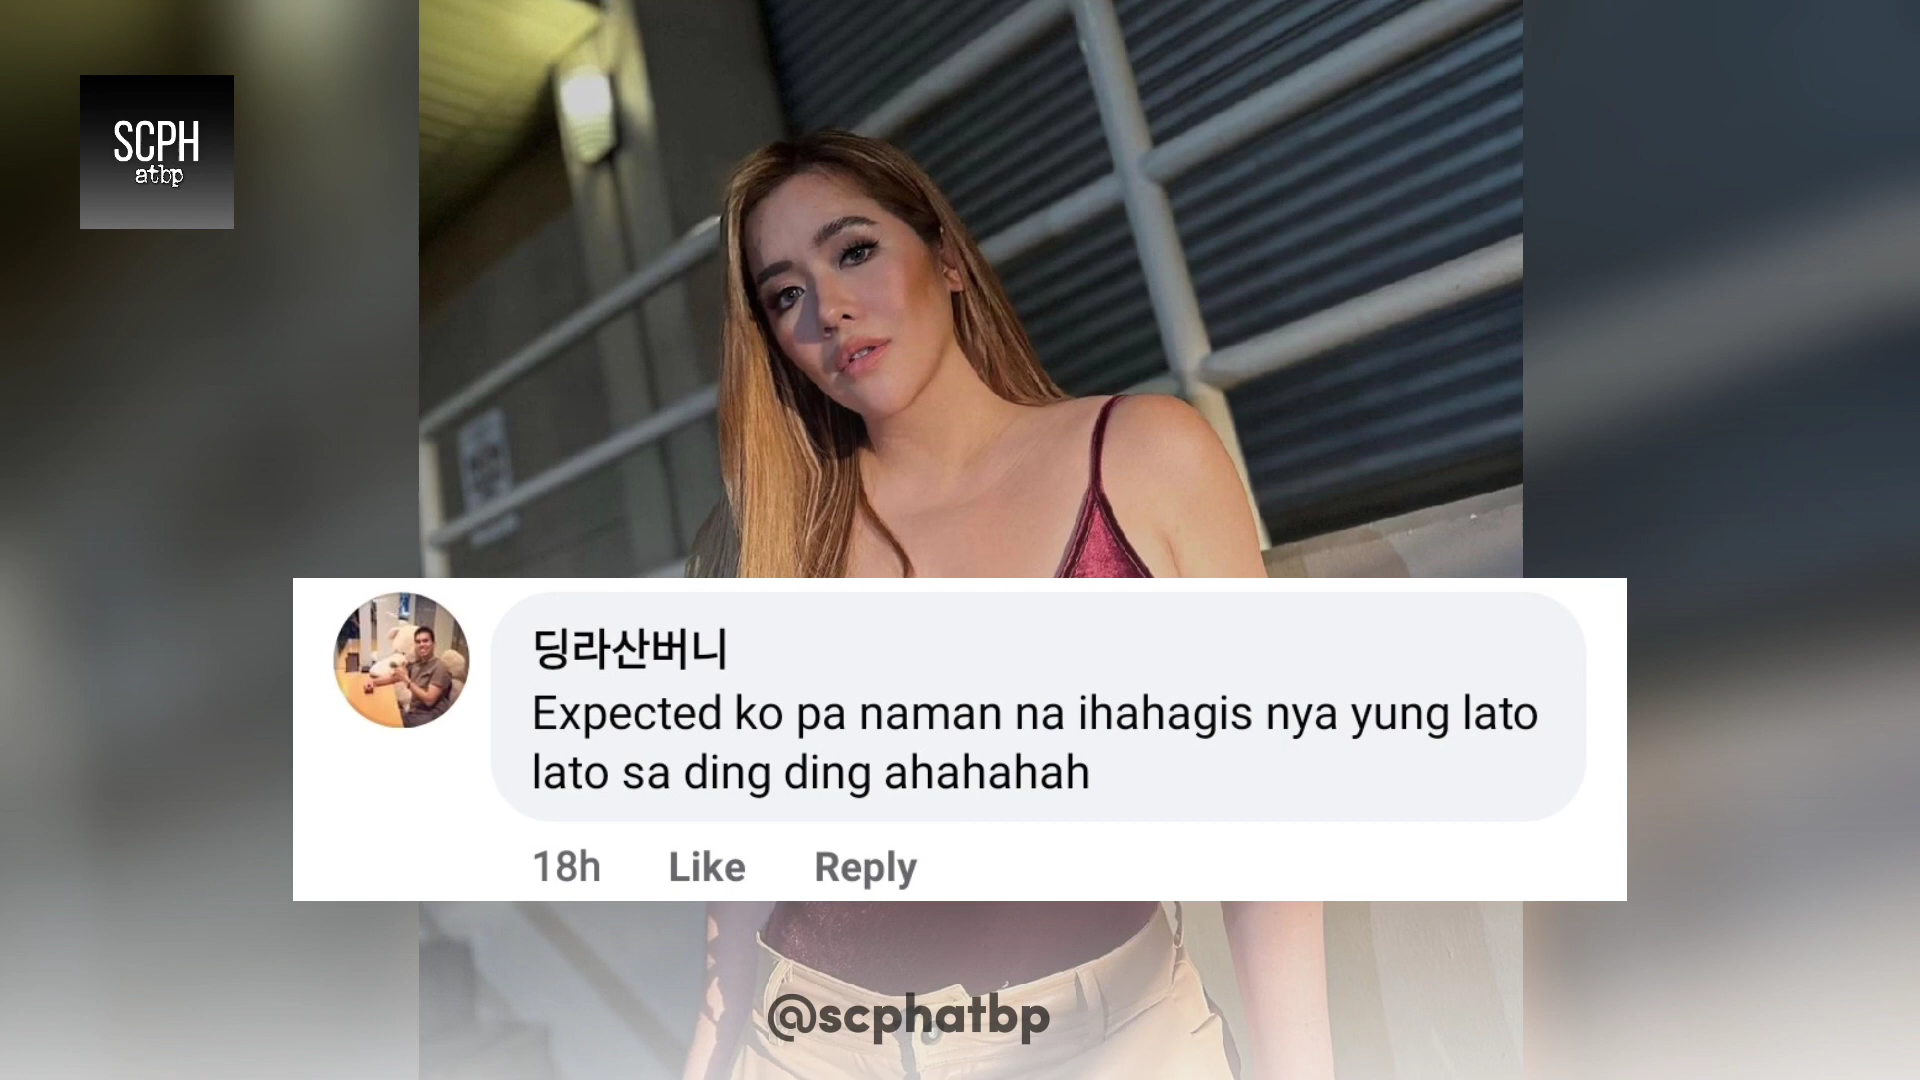 SCPH
atbp
딩라산버니
Expected ko pa naman na ihahagis nya yung lato
lato sa ding ding ahahahah
18h Like Reply
@scphatbp